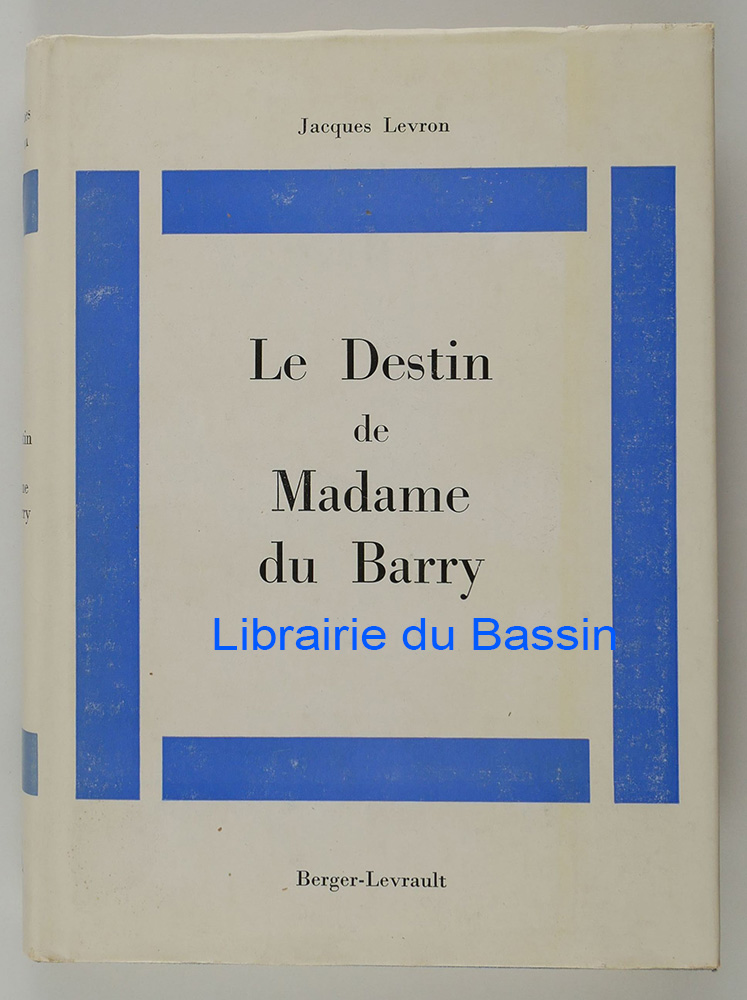 Jacques Levron
Le Destin
de
Madame
du Barry
Librairie du Bassin
Berger-Levrault